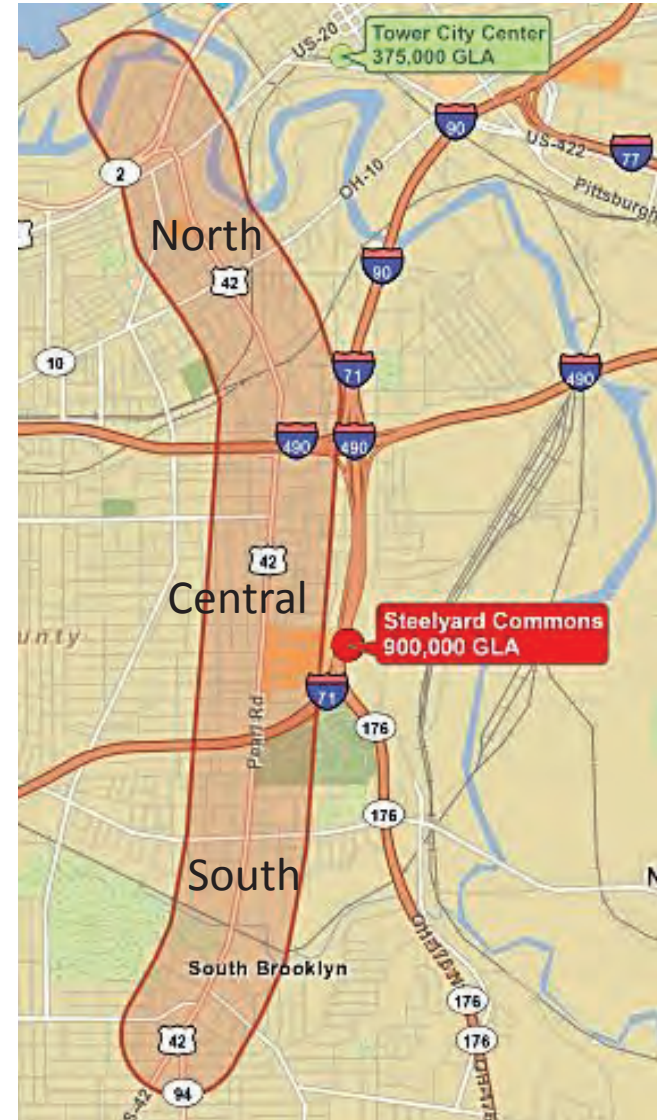 US-20
Tower City Center
375,000 GLA
90
US-422
77
Pittsburgh
OH-10
2
North
90
42
10
71
490
490
490
42
Central
unty
Steelyard Commons
900,000 GLA
71
Pearl Rd
176
176
South
N
South Brooklyn
176
42
176
94
S-42